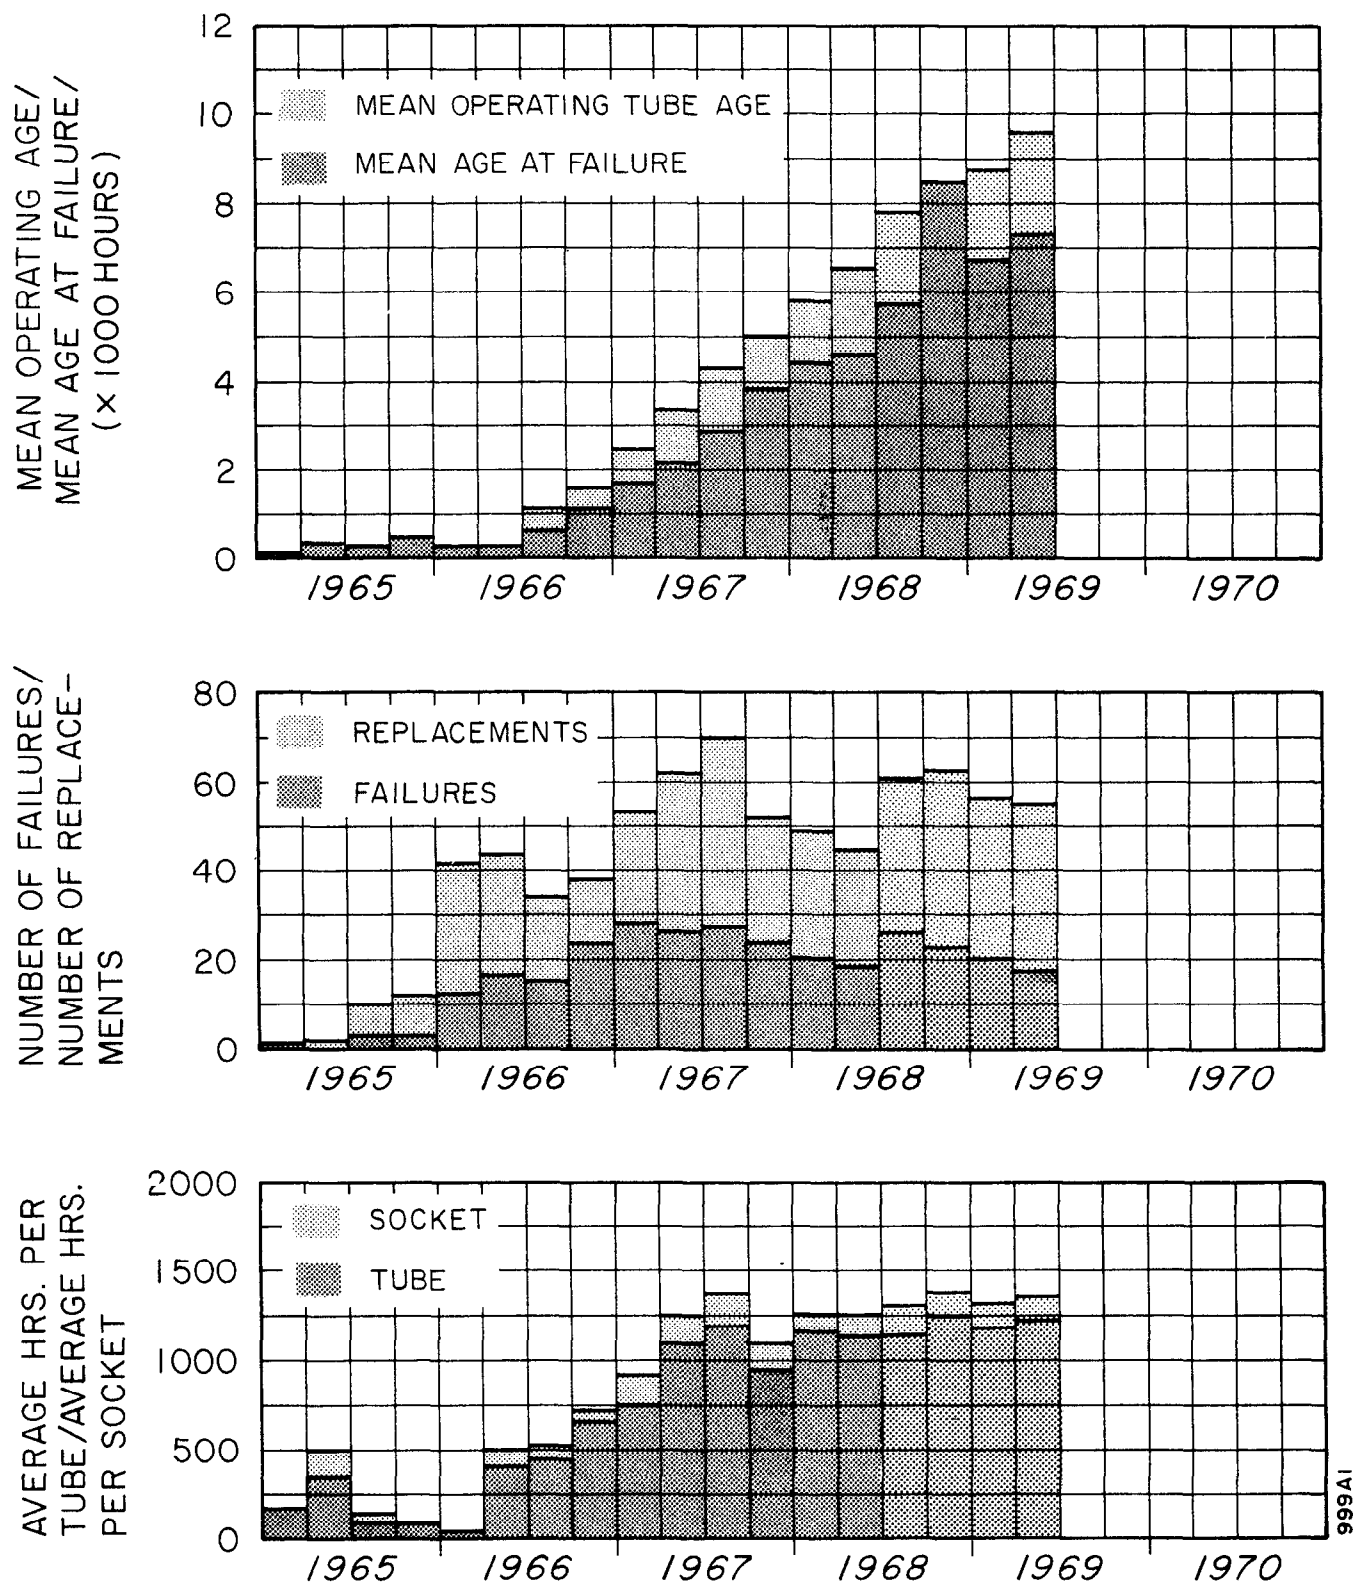 MEAN OPERATING AGE/
MEAN AGE AT FAILURE/
(× 1000 HOURS)
12
10
8
6
4
2
0
MEAN OPERATING TUBE AGE
MEAN AGE AT FAILURE
1965 1966 1967 1968 1969 1970
NUMBER OF FAILURES/
NUMBER OF REPLACE-
MENTS
80
60
40
20
0
REPLACEMENTS
FAILURES
1965 1966 1967 1968 1969 1970
AVERAGE HRS. PER
TUBE/AVERAGE HRS.
PER SOCKET
2000
1500
1000
500
0
SOCKET
TUBE
1965 1966 1967 1968 1969 1970
999A1